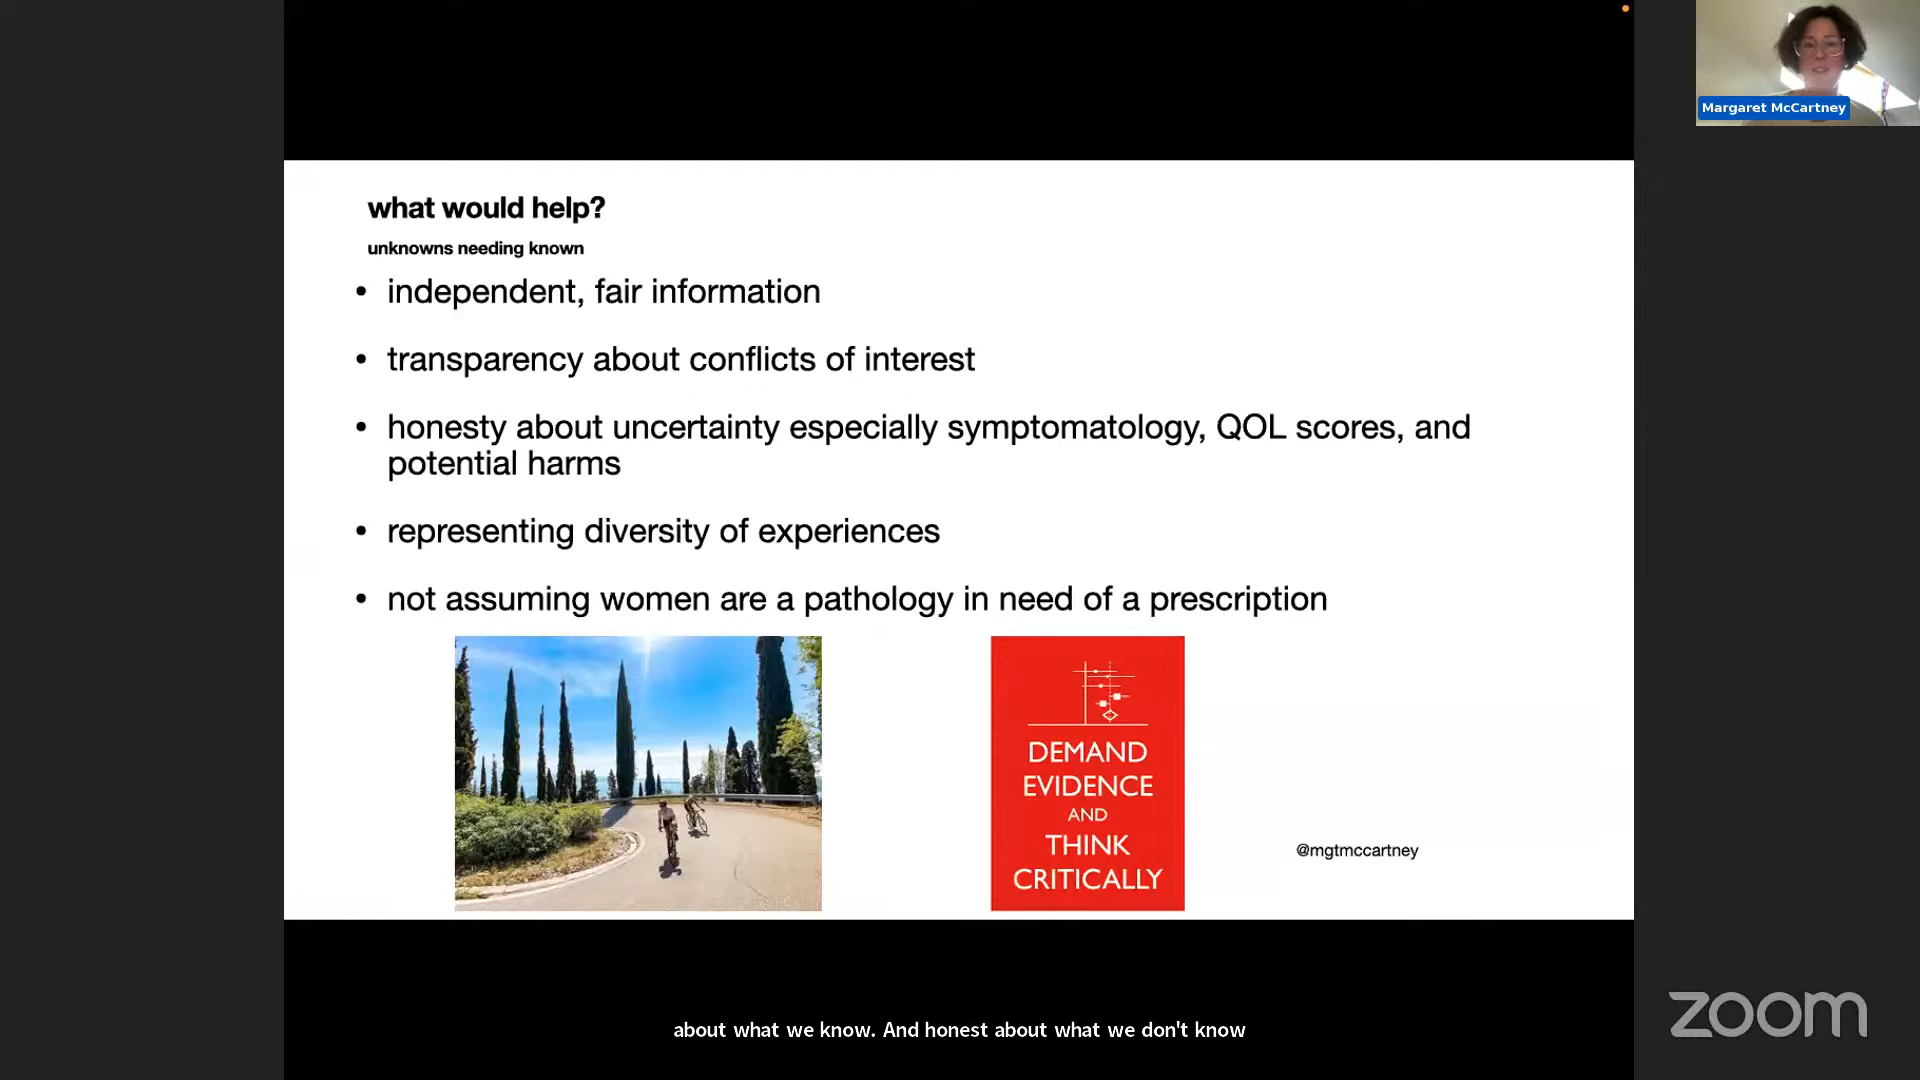 Margaret McCartney
what would help?
unknowns needing known
• independent, fair information
• transparency about conflicts of interest
• honesty about uncertainty especially symptomatology, QOL scores, and
potential harms
• representing diversity of experiences
• not assuming women are a pathology in need of a prescription
DEMAND
EVIDENCE
AND
THINK
CRITICALLY
@mgtmccartney
about what we know. And honest about what we don't know
zoom